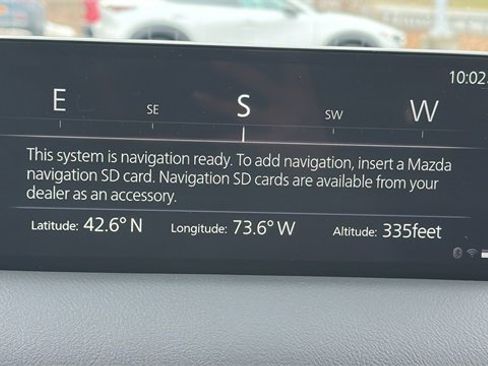 10:02
E SE S SW W
This system is navigation ready. To add navigation, insert a Mazda
navigation SD card. Navigation SD cards are available from your
dealer as an accessory.
Latitude: 42.6° N Longitude: 73.6° W Altitude: 335feet